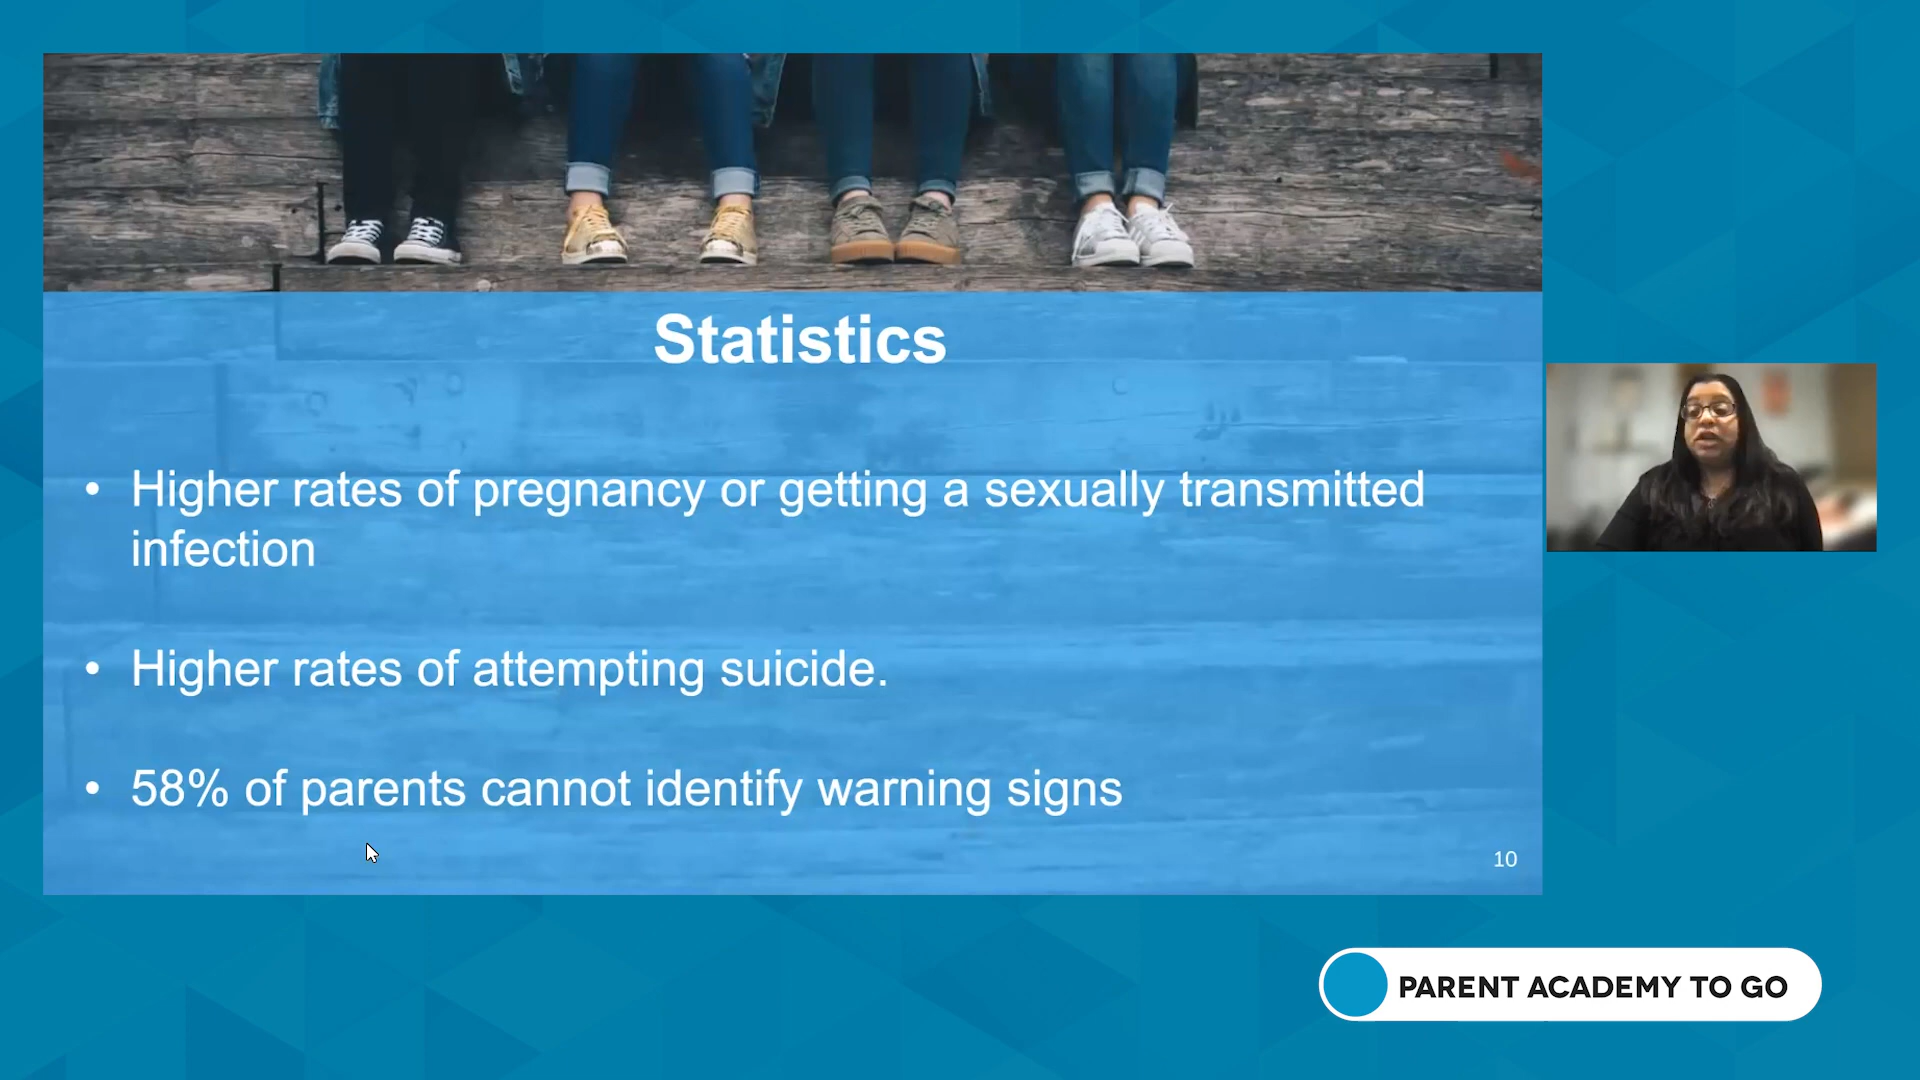 Statistics
• Higher rates of pregnancy or getting a sexually transmitted
infection
• Higher rates of attempting suicide.
• 58% of parents cannot identify warning signs
10
PARENT ACADEMY TO GO